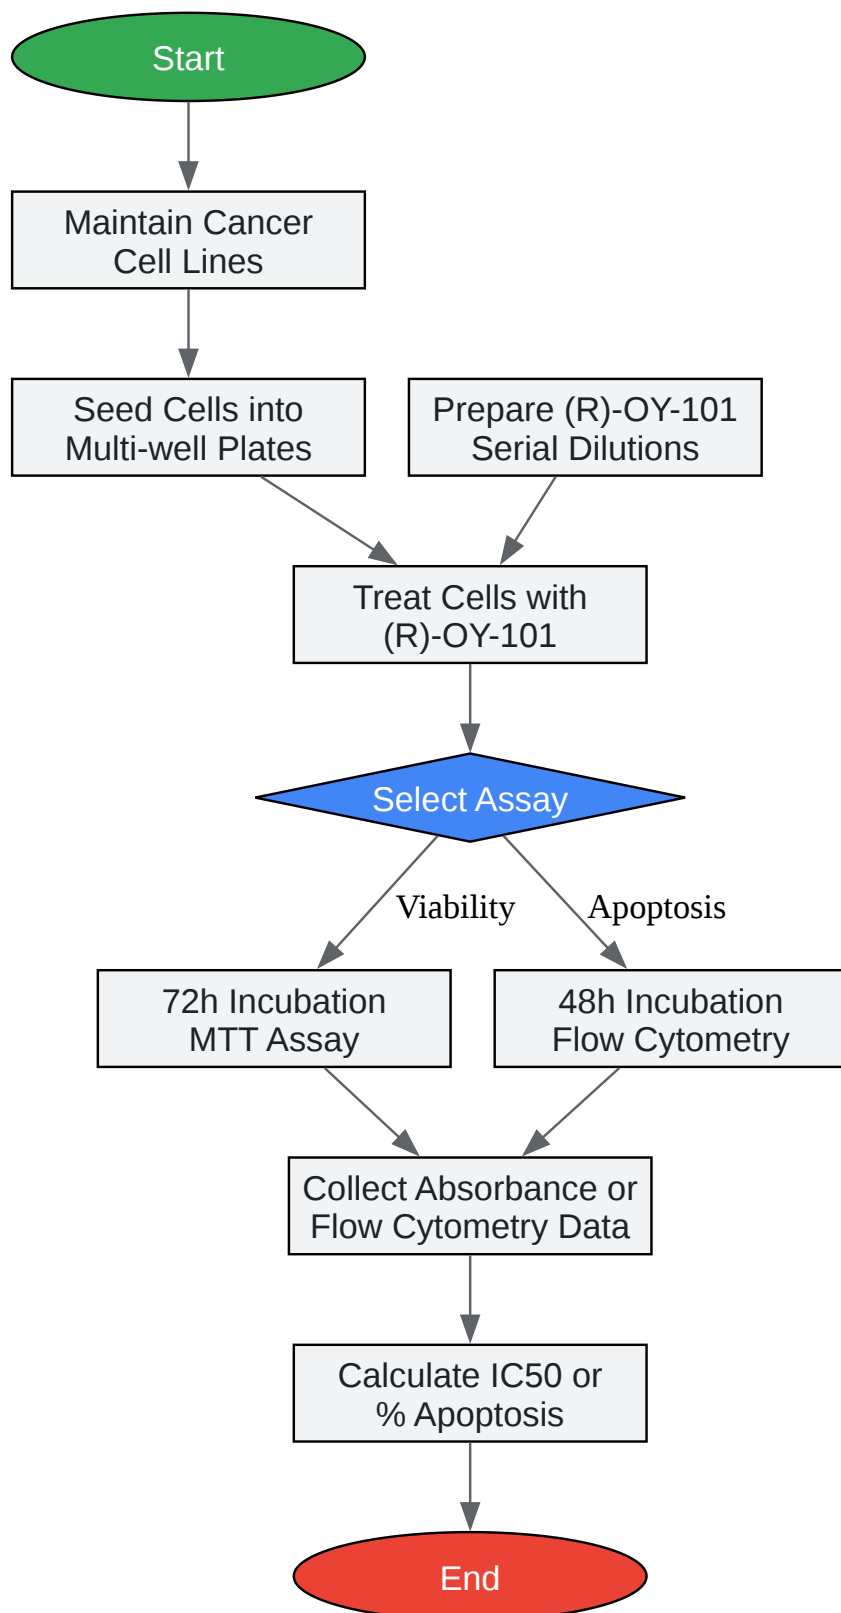 Start
Maintain Cancer
Cell Lines
Seed Cells into
Multi-well Plates
Prepare (R)-OY-101
Serial Dilutions
Treat Cells with
(R)-OY-101
Select Assay
Viability
Apoptosis
72h Incubation
MTT Assay
48h Incubation
Flow Cytometry
Collect Absorbance or
Flow Cytometry Data
Calculate IC50 or
% Apoptosis
End